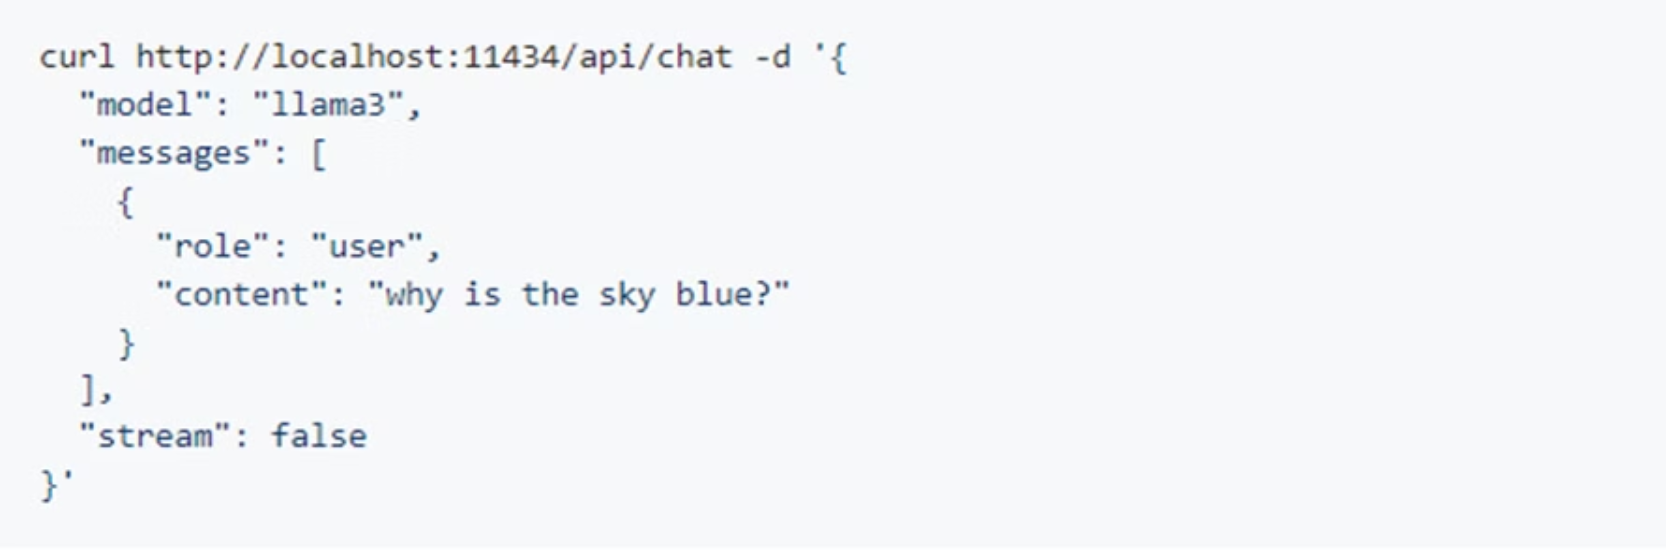 curl http://localhost:11434/api/chat -d '{
  "model": "llama3",
  "messages": [
    {
      "role": "user",
      "content": "why is the sky blue?"
    }
  ],
  "stream": false
}'